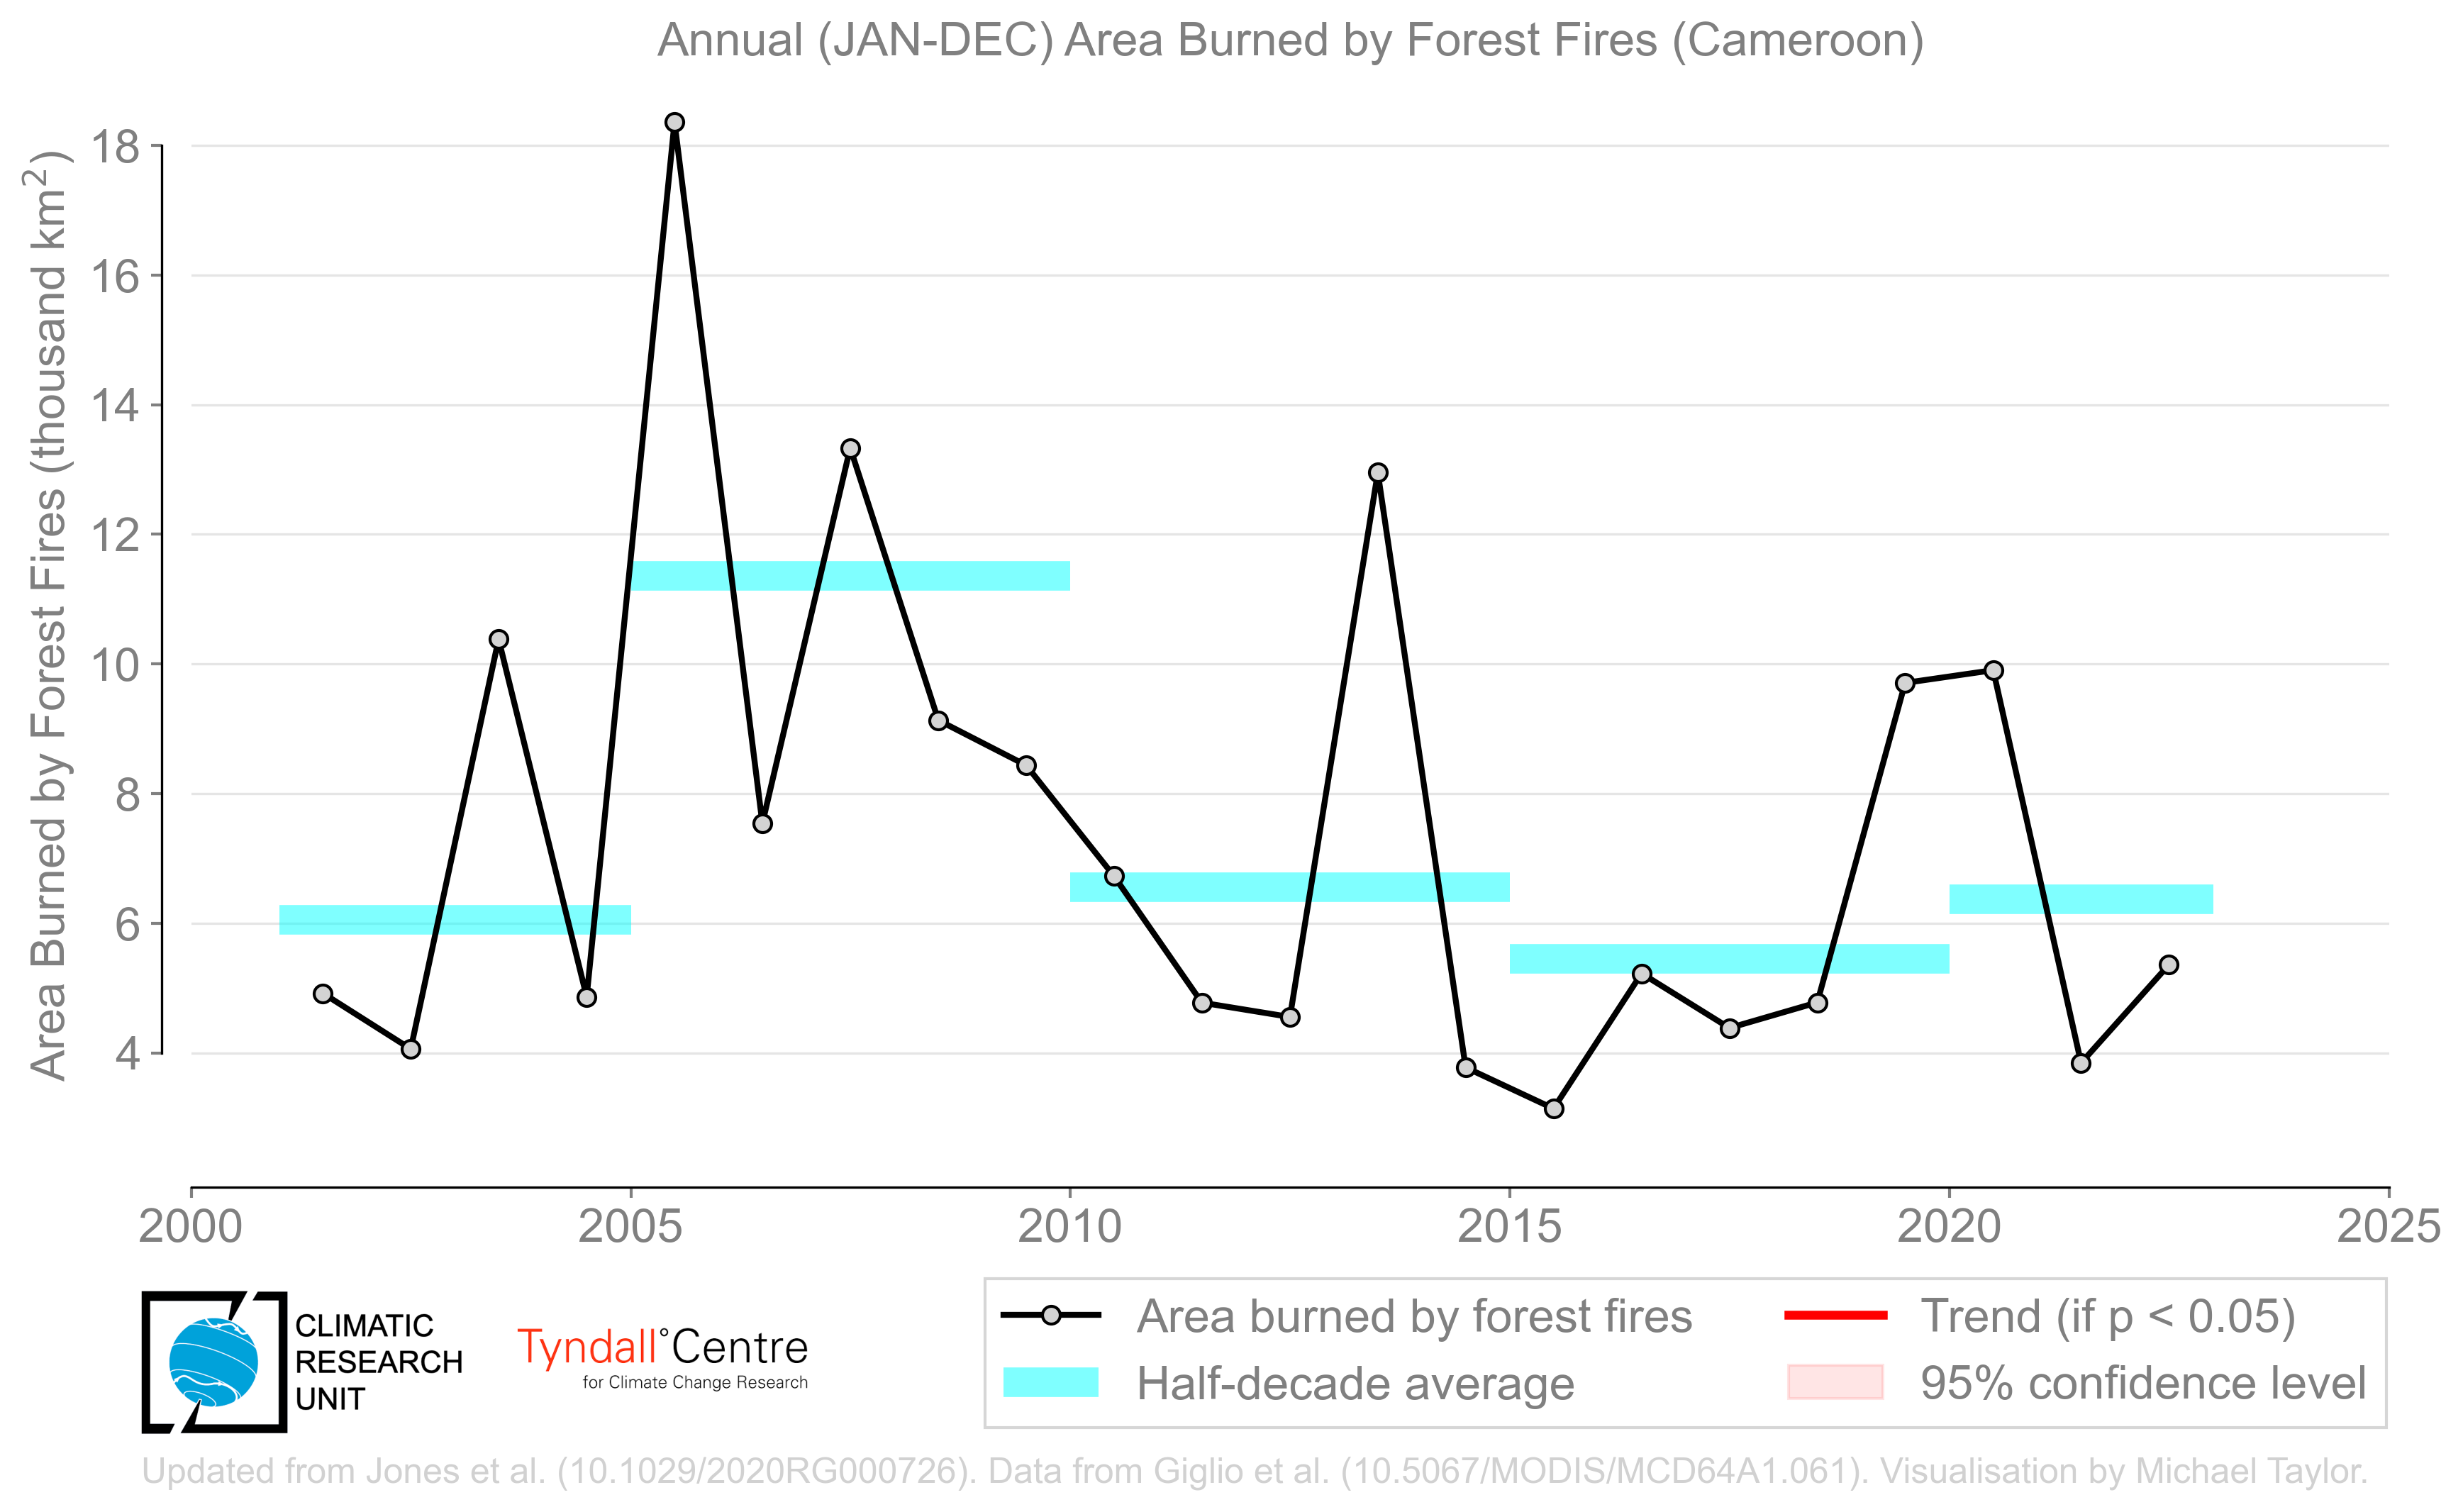 Annual (JAN-DEC) Area Burned by Forest Fires (Cameroon)
Area Burned by Forest Fires (thousand km²)
18
16
14
12
10
8
6
4
2000 2005 2010 2015 2020 2025
CLIMATIC
RESEARCH
UNIT
Tyndall°Centre
for Climate Change Research
Area burned by forest fires
Half-decade average
Trend (if p < 0.05)
95% confidence level
Updated from Jones et al. (10.1029/2020RG000726). Data from Giglio et al. (10.5067/MODIS/MCD64A1.061). Visualisation by Michael Taylor.